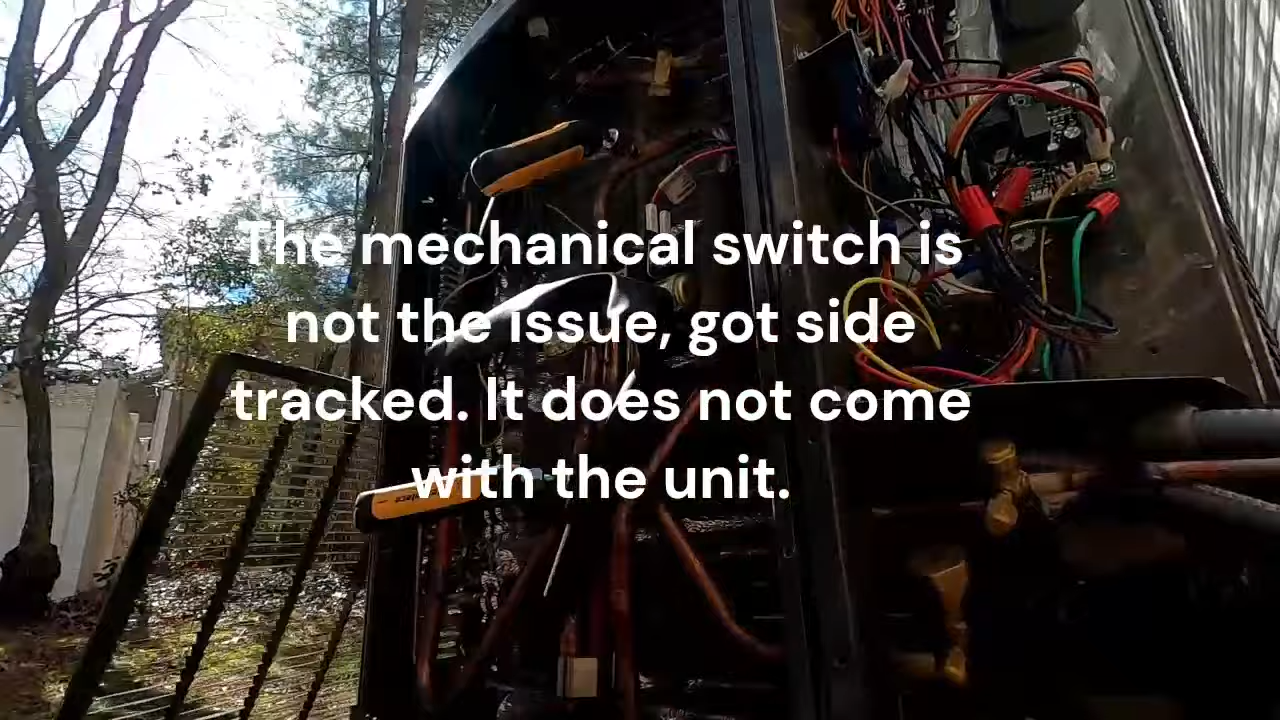 The mechanical switch is
not the issue, got side
tracked. It does not come
with the unit.